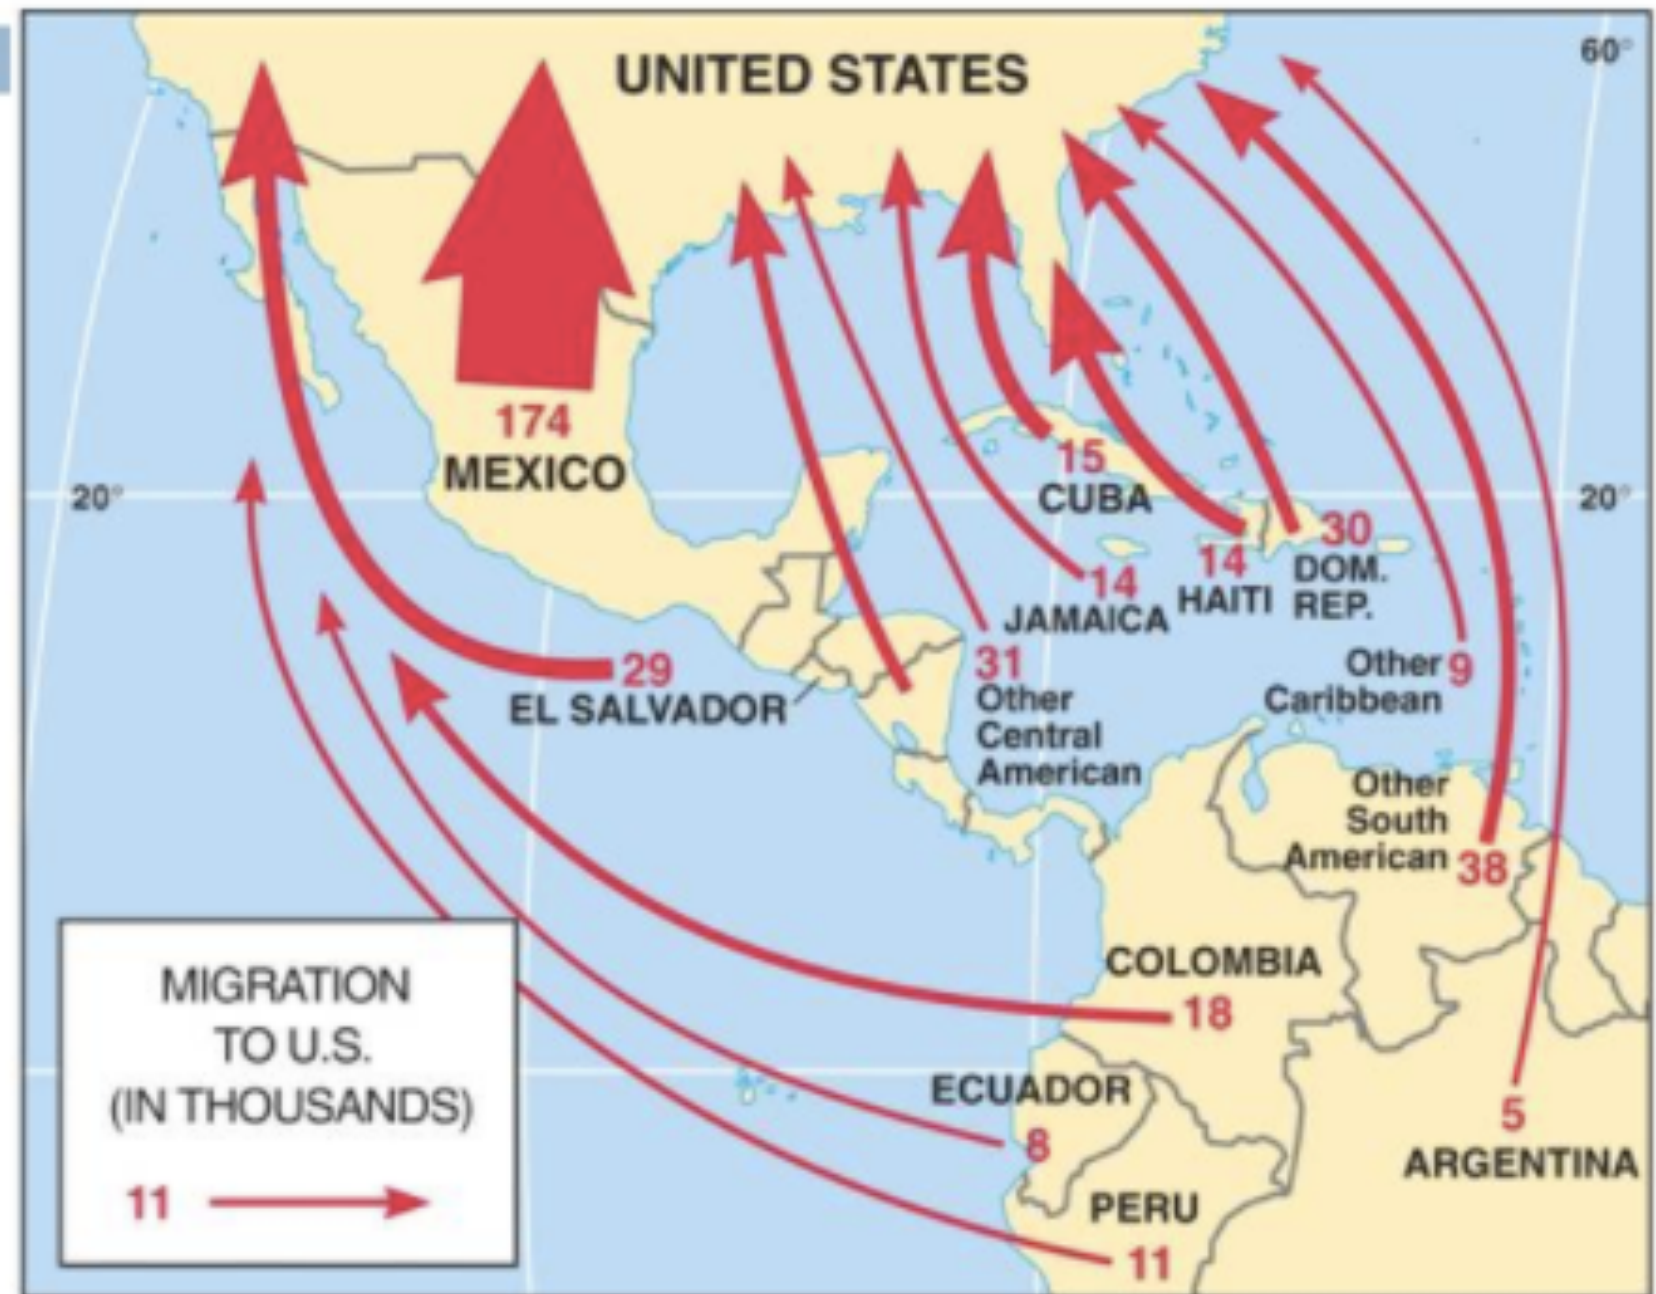 UNITED STATES
60°
174
MEXICO
20°
15
CUBA
20°
30
DOM.
REP.
14
HAITI
14
JAMAICA
29
EL SALVADOR
31
Other
Central
American
Other 9
Caribbean
Other
South
American 38
COLOMBIA
18
ECUADOR
8
5
ARGENTINA
PERU
11
MIGRATION
TO U.S.
(IN THOUSANDS)
11